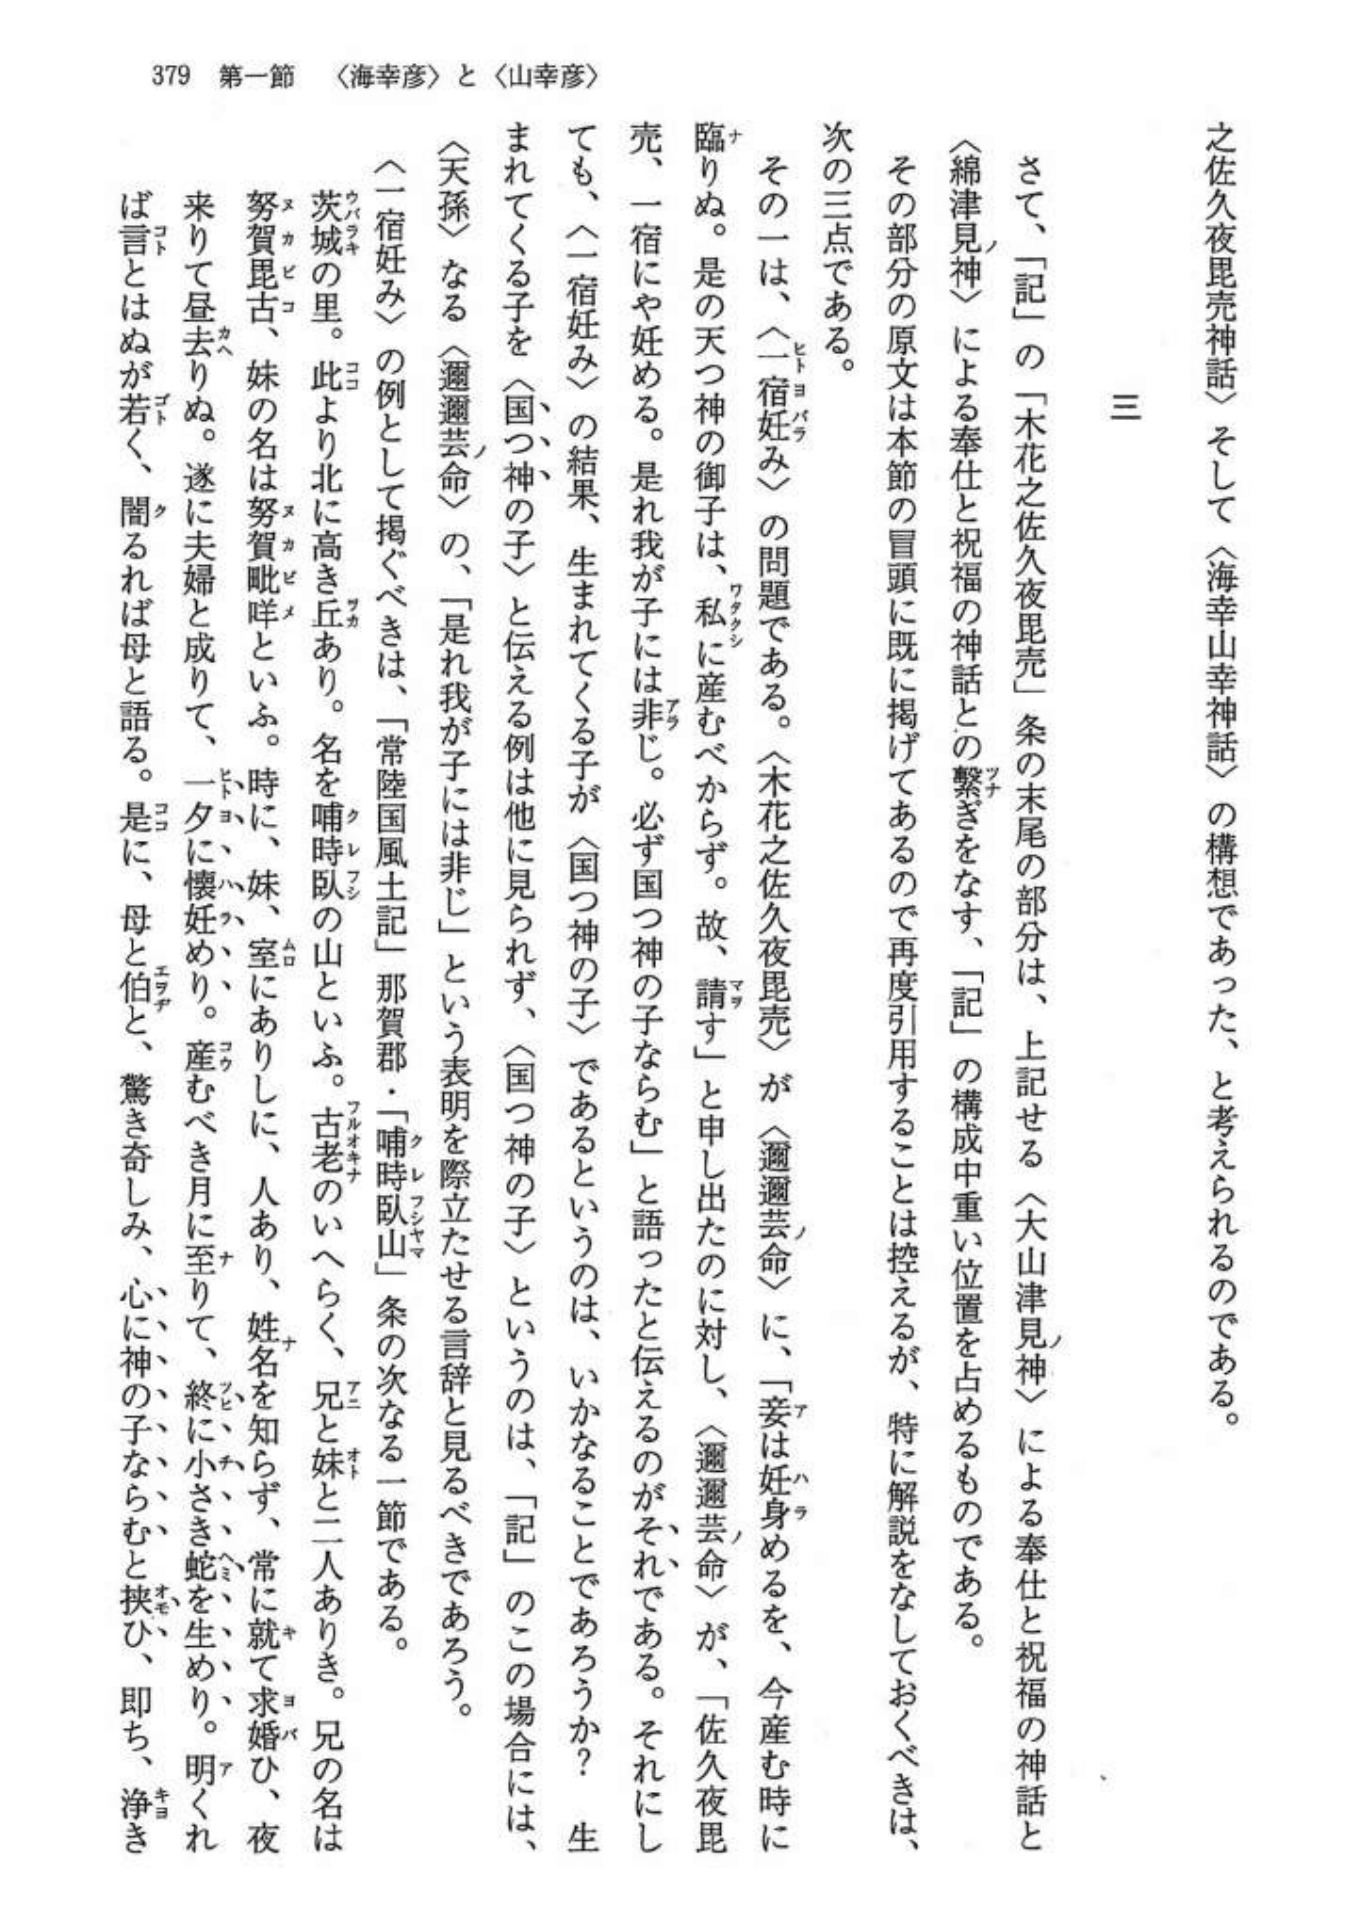 379　第一節　〈海幸彦〉と〈山幸彦〉
之佐久夜毘売神話〉そして〈海幸山幸神話〉の構想であった、と考えられるのである。
三
さて、「記」の「木花之佐久夜毘売」条の末尾の部分は、上記せる〈大山津見ノ神〉による奉仕と祝福の神話と
〈綿津見ノ神〉による奉仕と祝福の神話との繋ぎをなす、「記」の構成中重い位置を占めるものである。
その部分の原文は本節の冒頭に既に掲げてあるので再度引用することは控えるが、特に解説をなしておくべきは、
次の三点である。
その一は、〈一宿妊み〉の問題である。〈木花之佐久夜毘売〉が〈邇邇芸ノ命〉に、「妾は妊身めるを、今産む時に
臨りぬ。是の天つ神の御子は、私に産むべからず。故、請す」と申し出たのに対し、〈邇邇芸ノ命〉が、「佐久夜毘
売、一宿にや妊める。是れ我が子には非じ。必ず国つ神の子ならむ」と語ったと伝えるのがそれである。それにし
ても、〈一宿妊み〉の結果、生まれてくる子が〈国つ神の子〉であるというのは、いかなることであろうか？　生
まれてくる子を〈国つ神の子〉と伝える例は他に見られず、〈国つ神の子〉というのは、「記」のこの場合には、
〈天孫〉なる〈邇邇芸ノ命〉の、「是れ我が子には非じ」という表明を際立たせる言辞と見るべきであろう。
〈一宿妊み〉の例として掲ぐべきは、「常陸国風土記」那賀郡・「哺時臥山」条の次なる一節である。
茨城の里。此より北に高き丘あり。名を哺時臥の山といふ。古老のいへらく、兄と妹と二人ありき。兄の名は
努賀毘古、妹の名は努賀毗咩といふ。時に、妹、室にありしに、人あり、姓名を知らず、常に就て求婚ひ、夜
来りて昼去りぬ。遂に夫婦と成りて、一夕に懐妊めり。産むべき月に至りて、終に小さき蛇を生めり。明くれ
ば言とはぬが若く、闇るれば母と語る。是に、母と伯と、驚き奇しみ、心に神の子ならむと挟ひ、即ち、浄き